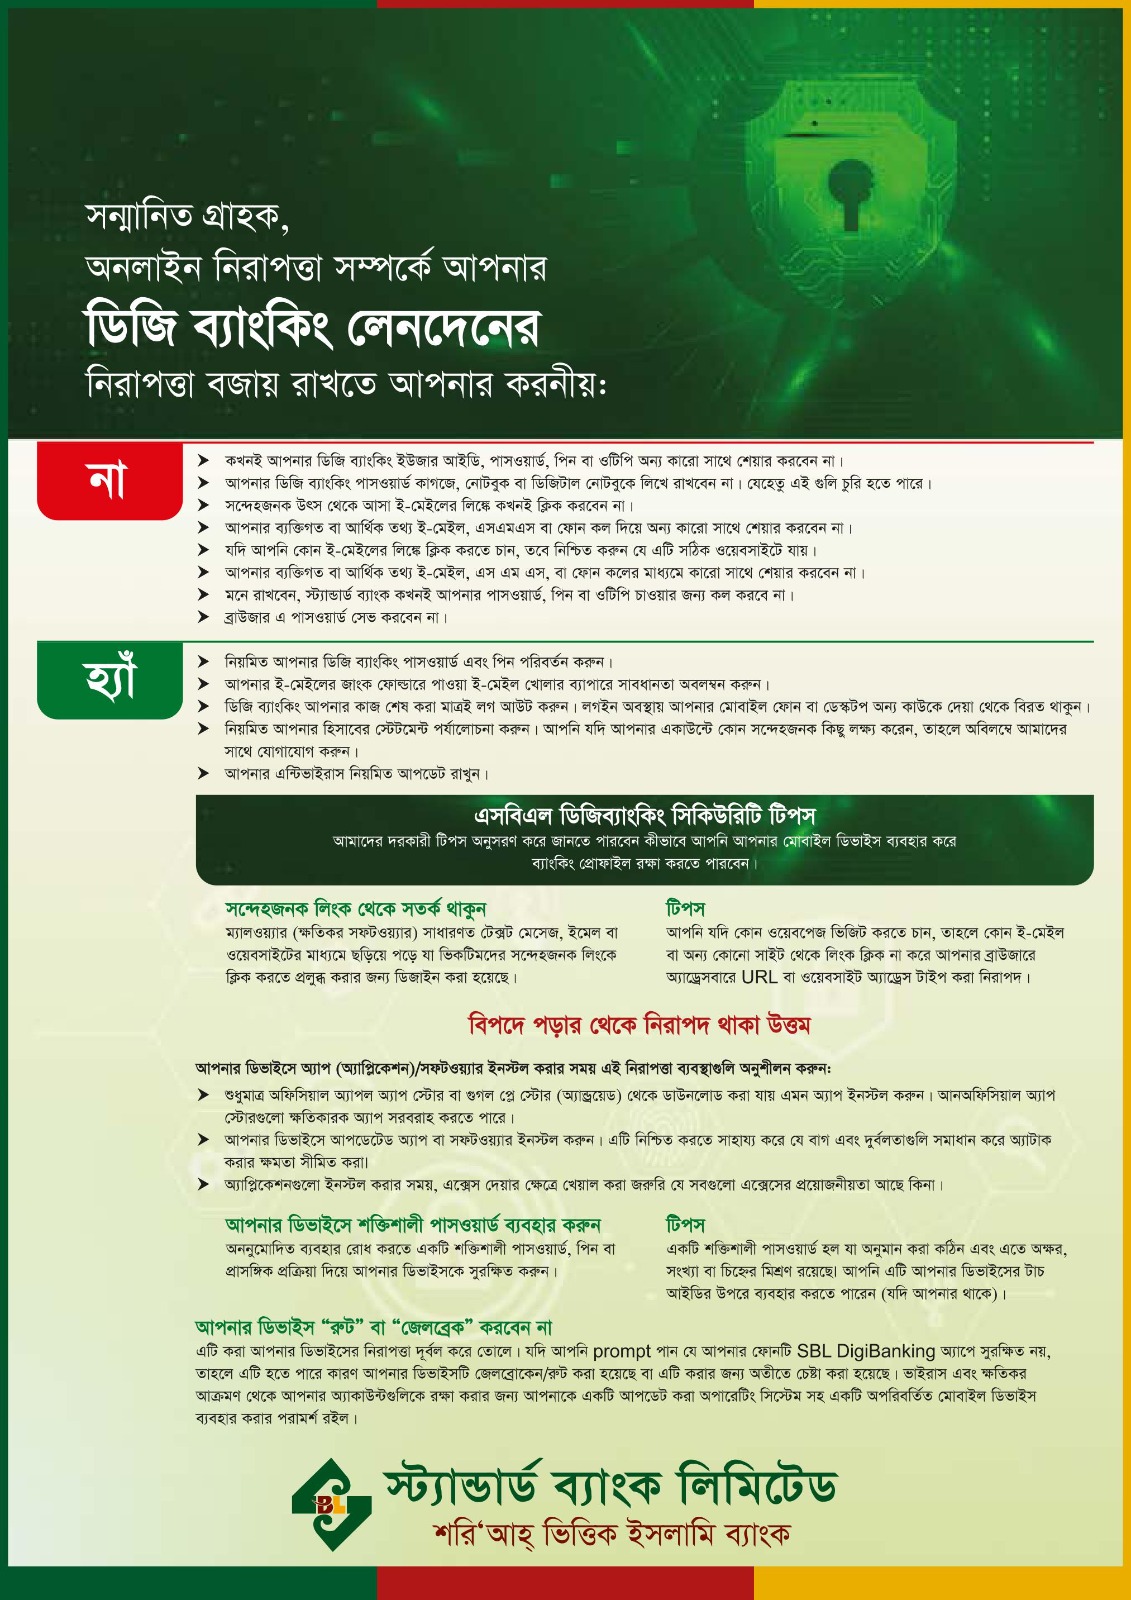 সন্মানিত গ্রাহক,
অনলাইন নিরাপত্তা সম্পর্কে আপনার
ডিজি ব্যাংকিং লেনদেনের
নিরাপত্তা বজায় রাখতে আপনার করনীয়:
না
➤ কখনই আপনার ডিজি ব্যাংকিং ইউজার আইডি, পাসওয়ার্ড, পিন বা ওটিপি অন্য কারো সাথে শেয়ার করবেন না।
➤ আপনার ডিজি ব্যাংকিং পাসওয়ার্ড কাগজে, নোটবুক বা ডিজিটাল নোটবুকে লিখে রাখবেন না। যেহেতু এই গুলি চুরি হতে পারে।
➤ সন্দেহজনক উৎস থেকে আসা ই-মেইলের লিঙ্কে কখনই ক্লিক করবেন না।
➤ আপনার ব্যক্তিগত বা আর্থিক তথ্য ই-মেইল, এসএমএস বা ফোন কল দিয়ে অন্য কারো সাথে শেয়ার করবেন না।
➤ যদি আপনি কোন ই-মেইলের লিঙ্কে ক্লিক করতে চান, তবে নিশ্চিত করুন যে এটি সঠিক ওয়েবসাইটে যায়।
➤ আপনার ব্যক্তিগত বা আর্থিক তথ্য ই-মেইল, এস এম এস, বা ফোন কলের মাধ্যমে কারো সাথে শেয়ার করবেন না।
➤ মনে রাখবেন, স্ট্যান্ডার্ড ব্যাংক কখনই আপনার পাসওয়ার্ড, পিন বা ওটিপি চাওয়ার জন্য কল করবে না।
➤ ব্রাউজার এ পাসওয়ার্ড সেভ করবেন না।
হ্যাঁ
➤ নিয়মিত আপনার ডিজি ব্যাংকিং পাসওয়ার্ড এবং পিন পরিবর্তন করুন।
➤ আপনার ই-মেইলের জাংক ফোল্ডারে পাওয়া ই-মেইল খোলার ব্যাপারে সাবধানতা অবলম্বন করুন।
➤ ডিজি ব্যাংকিং আপনার কাজ শেষ করা মাত্রই লগ আউট করুন। লগইন অবস্থায় আপনার মোবাইল ফোন বা ডেস্কটপ অন্য কাউকে দেয়া থেকে বিরত থাকুন।
➤ নিয়মিত আপনার হিসাবের স্টেটমেন্ট পর্যালোচনা করুন। আপনি যদি আপনার একাউন্টে কোন সন্দেহজনক কিছু লক্ষ্য করেন, তাহলে অবিলম্বে আমাদের
সাথে যোগাযোগ করুন।
➤ আপনার এন্টিভাইরাস নিয়মিত আপডেট রাখুন।
এসবিএল ডিজিব্যাংকিং সিকিউরিটি টিপস
আমাদের দরকারী টিপস অনুসরণ করে জানতে পারবেন কীভাবে আপনি আপনার মোবাইল ডিভাইস ব্যবহার করে
ব্যাংকিং প্রোফাইল রক্ষা করতে পারবেন।
সন্দেহজনক লিংক থেকে সতর্ক থাকুন
ম্যালওয়্যার (ক্ষতিকর সফটওয়্যার) সাধারণত টেক্সট মেসেজ, ইমেল বা
ওয়েবসাইটের মাধ্যমে ছড়িয়ে পড়ে যা ভিকটিমদের সন্দেহজনক লিংকে
ক্লিক করতে প্রলুব্ধ করার জন্য ডিজাইন করা হয়েছে।
টিপস
আপনি যদি কোন ওয়েবপেজ ভিজিট করতে চান, তাহলে কোন ই-মেইল
বা অন্য কোনো সাইট থেকে লিংক ক্লিক না করে আপনার ব্রাউজারে
অ্যাড্রেসবারে URL বা ওয়েবসাইট অ্যাড্রেস টাইপ করা নিরাপদ।
বিপদে পড়ার থেকে নিরাপদ থাকা উত্তম
আপনার ডিভাইসে অ্যাপ (অ্যাপ্লিকেশন)/সফটওয়্যার ইনস্টল করার সময় এই নিরাপত্তা ব্যবস্থাগুলি অনুশীলন করুন:
➤ শুধুমাত্র অফিসিয়াল অ্যাপল অ্যাপ স্টোর বা গুগল প্লে স্টোর (অ্যান্ড্রয়েড) থেকে ডাউনলোড করা যায় এমন অ্যাপ ইনস্টল করুন। আনঅফিসিয়াল অ্যাপ
স্টোরগুলো ক্ষতিকারক অ্যাপ সরবরাহ করতে পারে।
➤ আপনার ডিভাইসে আপডেটেড অ্যাপ বা সফটওয়্যার ইনস্টল করুন। এটি নিশ্চিত করতে সাহায্য করে যে বাগ এবং দুর্বলতাগুলি সমাধান করে অ্যাটাক
করার ক্ষমতা সীমিত করা।
➤ অ্যাপ্লিকেশনগুলো ইনস্টল করার সময়, এক্সেস দেয়ার ক্ষেত্রে খেয়াল করা জরুরি যে সবগুলো এক্সেসের প্রয়োজনীয়তা আছে কিনা।
আপনার ডিভাইসে শক্তিশালী পাসওয়ার্ড ব্যবহার করুন
অননুমোদিত ব্যবহার রোধ করতে একটি শক্তিশালী পাসওয়ার্ড, পিন বা
প্রাসঙ্গিক প্রক্রিয়া দিয়ে আপনার ডিভাইসকে সুরক্ষিত করুন।
টিপস
একটি শক্তিশালী পাসওয়ার্ড হল যা অনুমান করা কঠিন এবং এতে অক্ষর,
সংখ্যা বা চিহ্নের মিশ্রণ রয়েছে। আপনি এটি আপনার ডিভাইসের টাচ
আইডির উপরে ব্যবহার করতে পারেন (যদি আপনার থাকে)।
আপনার ডিভাইস “রুট” বা “জেলব্রেক” করবেন না
এটি করা আপনার ডিভাইসের নিরাপত্তা দূর্বল করে তোলে। যদি আপনি prompt পান যে আপনার ফোনটি SBL DigiBanking অ্যাপে সুরক্ষিত নয়,
তাহলে এটি হতে পারে কারণ আপনার ডিভাইসটি জেলব্রোকেন/রুট করা হয়েছে বা এটি করার জন্য অতীতে চেষ্টা করা হয়েছে। ভাইরাস এবং ক্ষতিকর
আক্রমণ থেকে আপনার অ্যাকাউন্টগুলিকে রক্ষা করার জন্য আপনাকে একটি আপডেট করা অপারেটিং সিস্টেম সহ একটি অপরিবর্তিত মোবাইল ডিভাইস
ব্যবহার করার পরামর্শ রইল।
SBL
স্ট্যান্ডার্ড ব্যাংক লিমিটেড
শরি‘আহ্ ভিত্তিক ইসলামি ব্যাংক